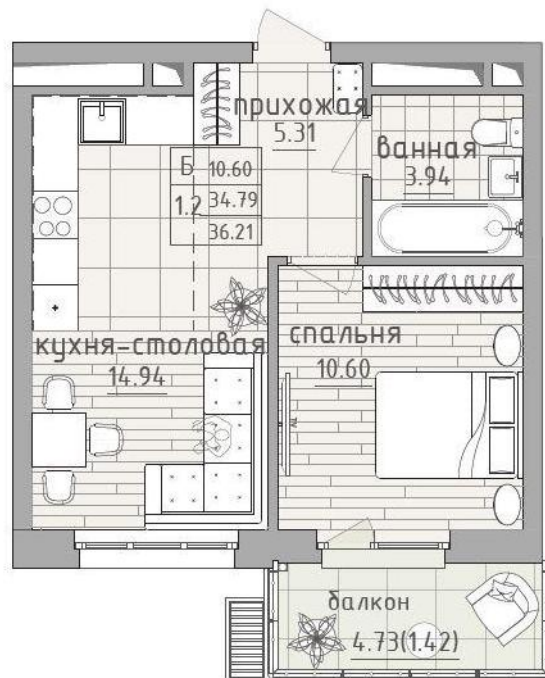 прихожая
5.31
ванная
3.94
Б 10.60
1.2 34.79
36.21
кухня-столовая
14.94
спальня
10.60
TV
балкон
4.73(1.42)